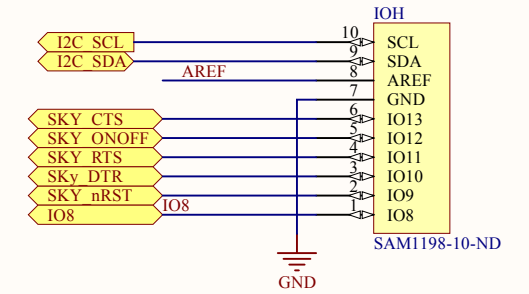 IOH
I2C_SCL 10 SCL
I2C_SDA 9 SDA
AREF 8 AREF
7 GND
SKY_CTS 6 IO13
SKY_ONOFF 5 IO12
SKY_RTS 4 IO11
SKy_DTR 3 IO10
SKY_nRST 2 IO9
IO8 IO8 1 IO8
SAM1198-10-ND
GND